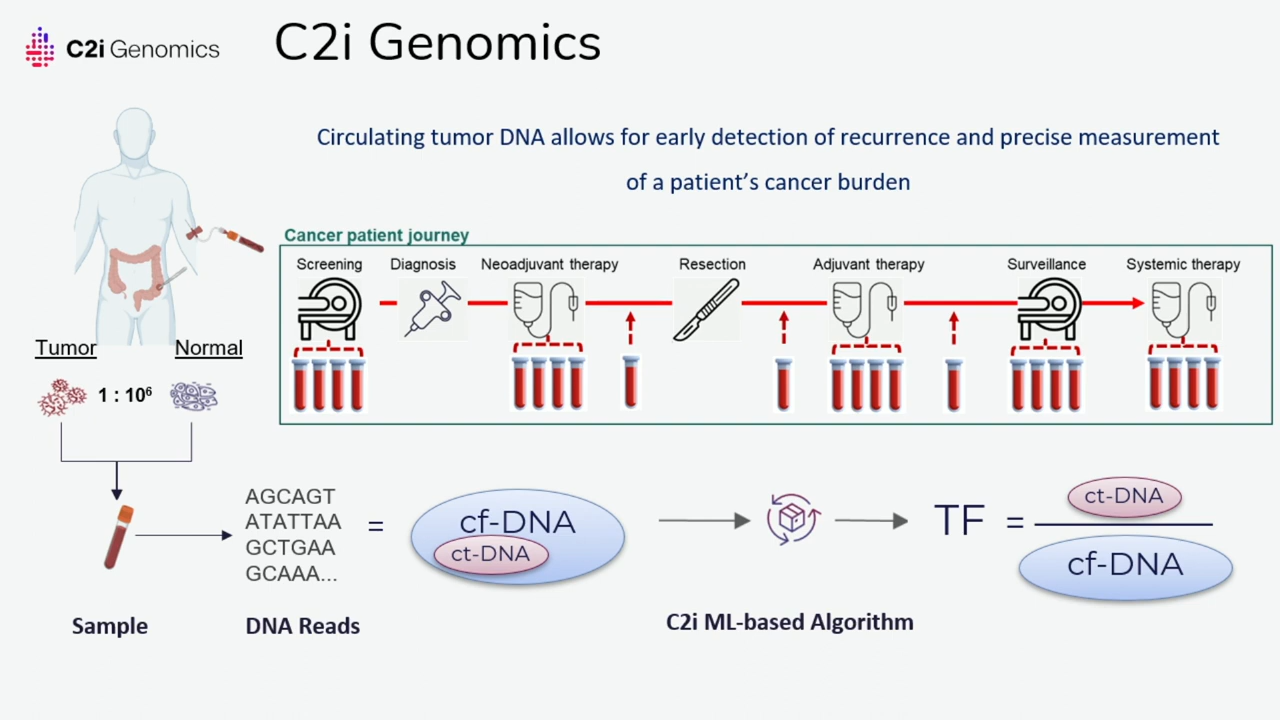 C2i Genomics
C2i Genomics
Circulating tumor DNA allows for early detection of recurrence and precise measurement
of a patient's cancer burden
Cancer patient journey
Screening
Diagnosis
Neoadjuvant therapy
Resection
Adjuvant therapy
Surveillance
Systemic therapy
Tumor
Normal
1 : 10⁶
AGCAGT
ATATTAA
GCTGAA
GCAAA...
=
cf-DNA
ct-DNA
TF =
ct-DNA
cf-DNA
Sample
DNA Reads
C2i ML-based Algorithm